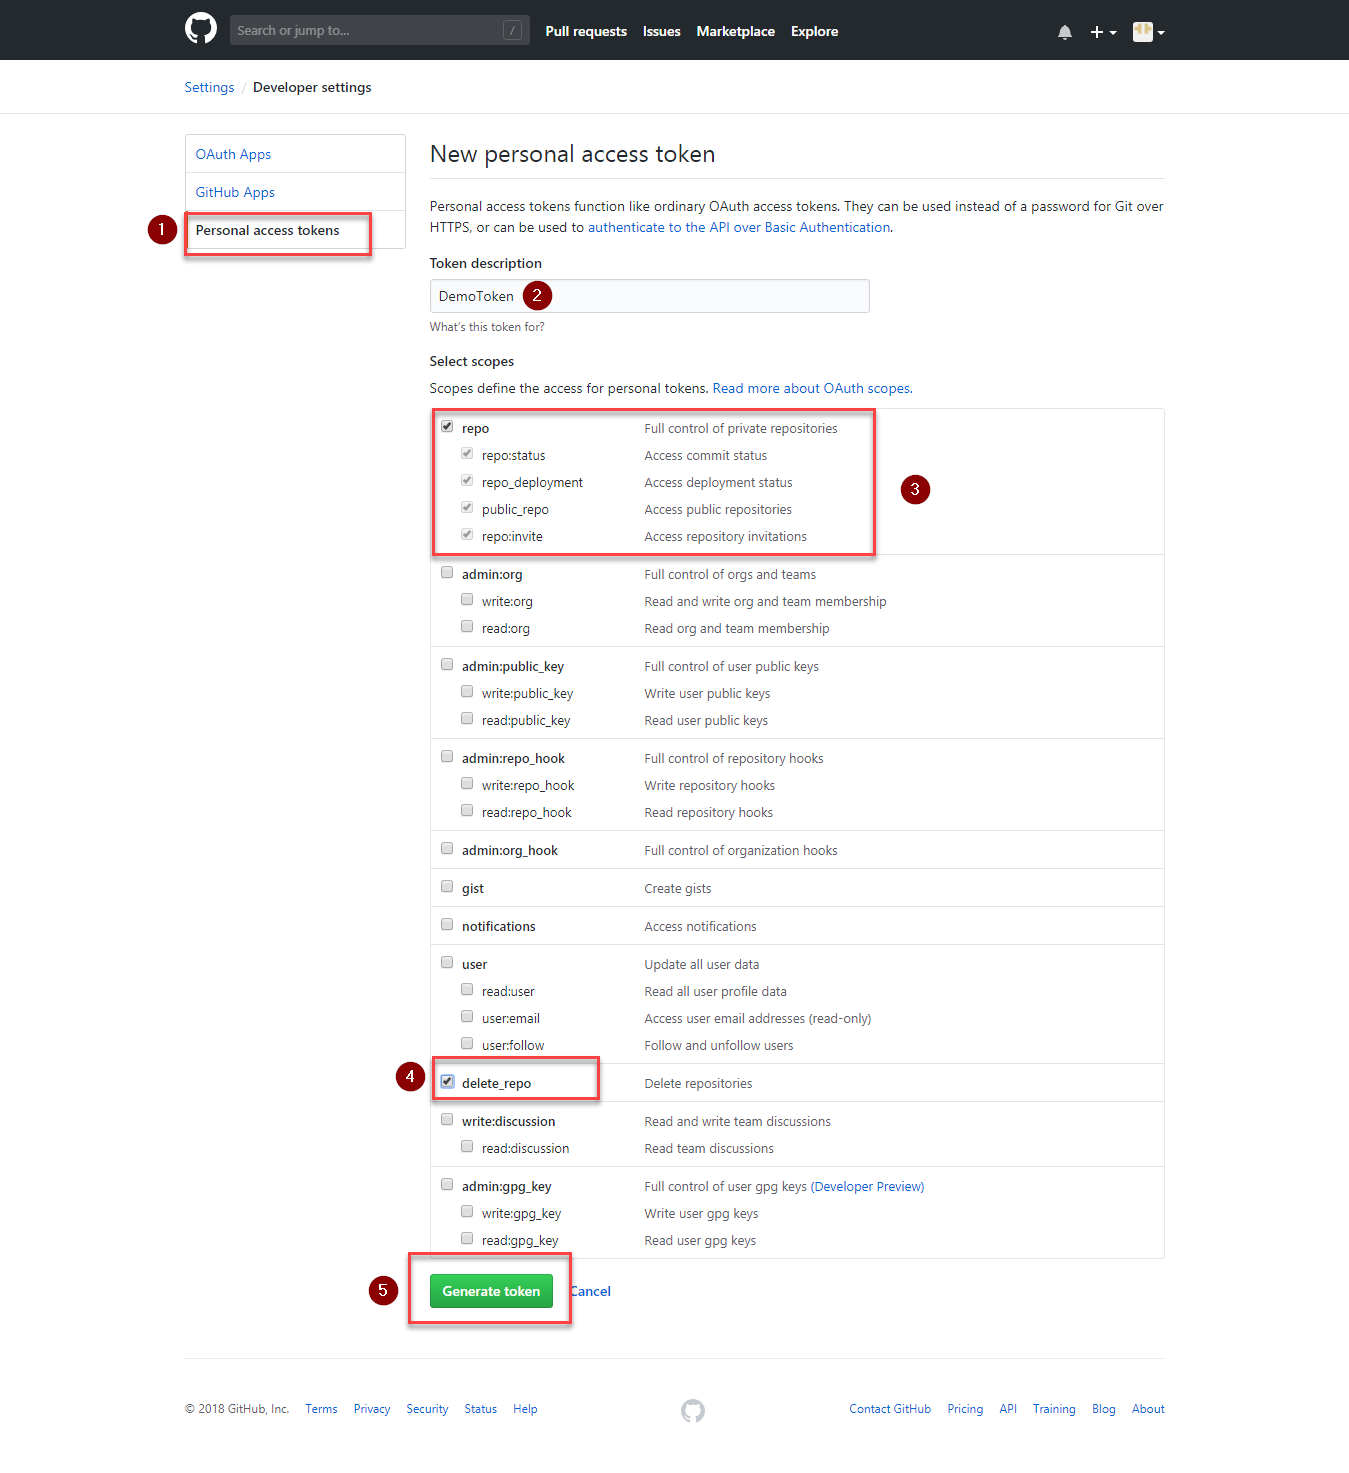 Search or jump to...
/
Pull requests Issues Marketplace Explore
Settings / Developer settings
OAuth Apps
GitHub Apps
1
Personal access tokens
New personal access token
Personal access tokens function like ordinary OAuth access tokens. They can be used instead of a password for Git over
HTTPS, or can be used to authenticate to the API over Basic Authentication.
Token description
DemoToken 2
What's this token for?
Select scopes
Scopes define the access for personal tokens. Read more about OAuth scopes.
repo Full control of private repositories
repo:status Access commit status
repo_deployment Access deployment status
3
public_repo Access public repositories
repo:invite Access repository invitations
admin:org Full control of orgs and teams
write:org Read and write org and team membership
read:org Read org and team membership
admin:public_key Full control of user public keys
write:public_key Write user public keys
read:public_key Read user public keys
admin:repo_hook Full control of repository hooks
write:repo_hook Write repository hooks
read:repo_hook Read repository hooks
admin:org_hook Full control of organization hooks
gist Create gists
notifications Access notifications
user Update all user data
read:user Read all user profile data
user:email Access user email addresses (read-only)
user:follow Follow and unfollow users
4 delete_repo Delete repositories
write:discussion Read and write team discussions
read:discussion Read team discussions
admin:gpg_key Full control of user gpg keys (Developer Preview)
write:gpg_key Write user gpg keys
read:gpg_key Read user gpg keys
5 Generate token Cancel
© 2018 GitHub, Inc. Terms Privacy Security Status Help Contact GitHub Pricing API Training Blog About